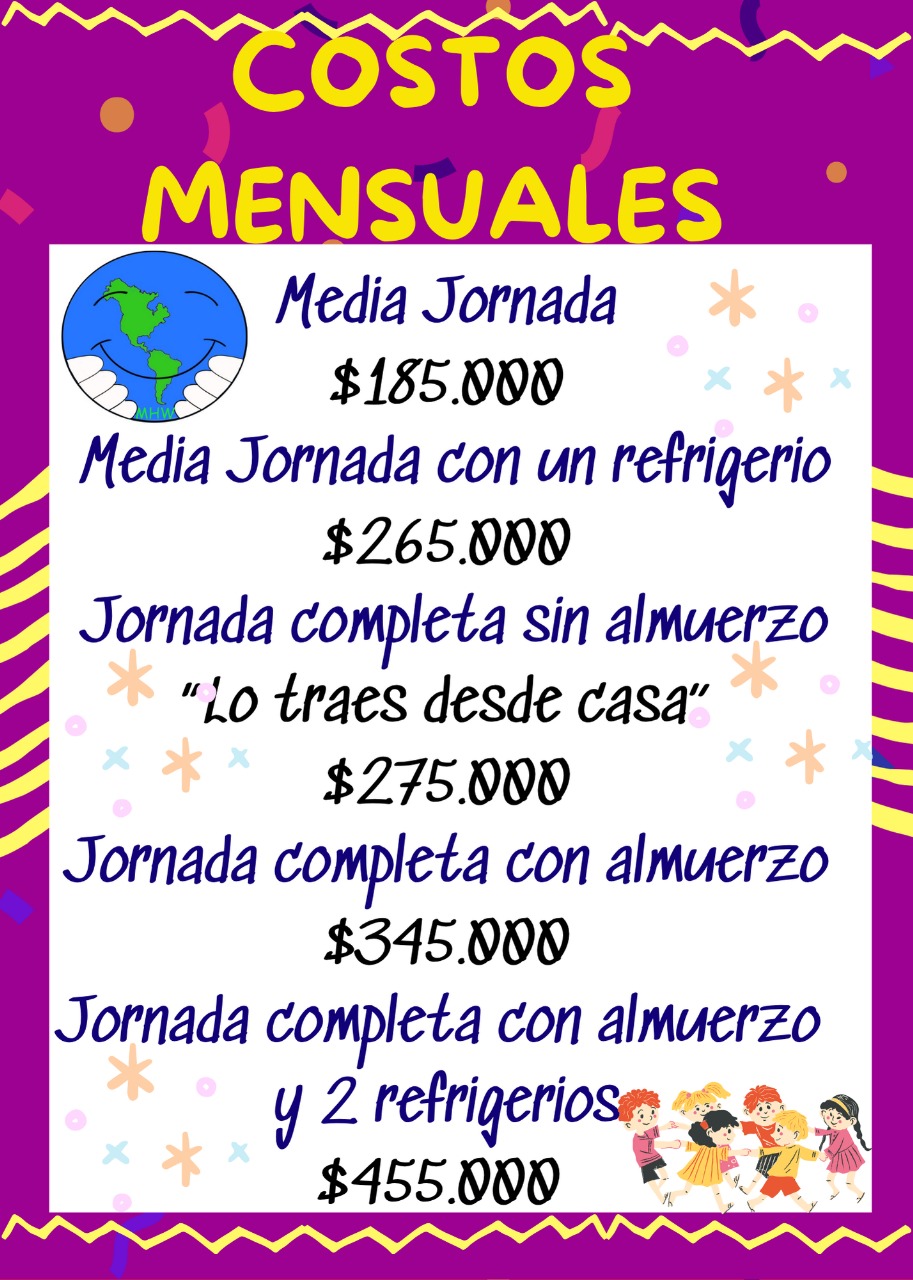 COSTOS
MENSUALES
MHW
Media Jornada
$185.000
Media Jornada con un refrigerio
$265.000
Jornada completa sin almuerzo
"Lo traes desde casa"
$275.000
Jornada completa con almuerzo
$345.000
Jornada completa con almuerzo
y 2 refrigerios
$455.000